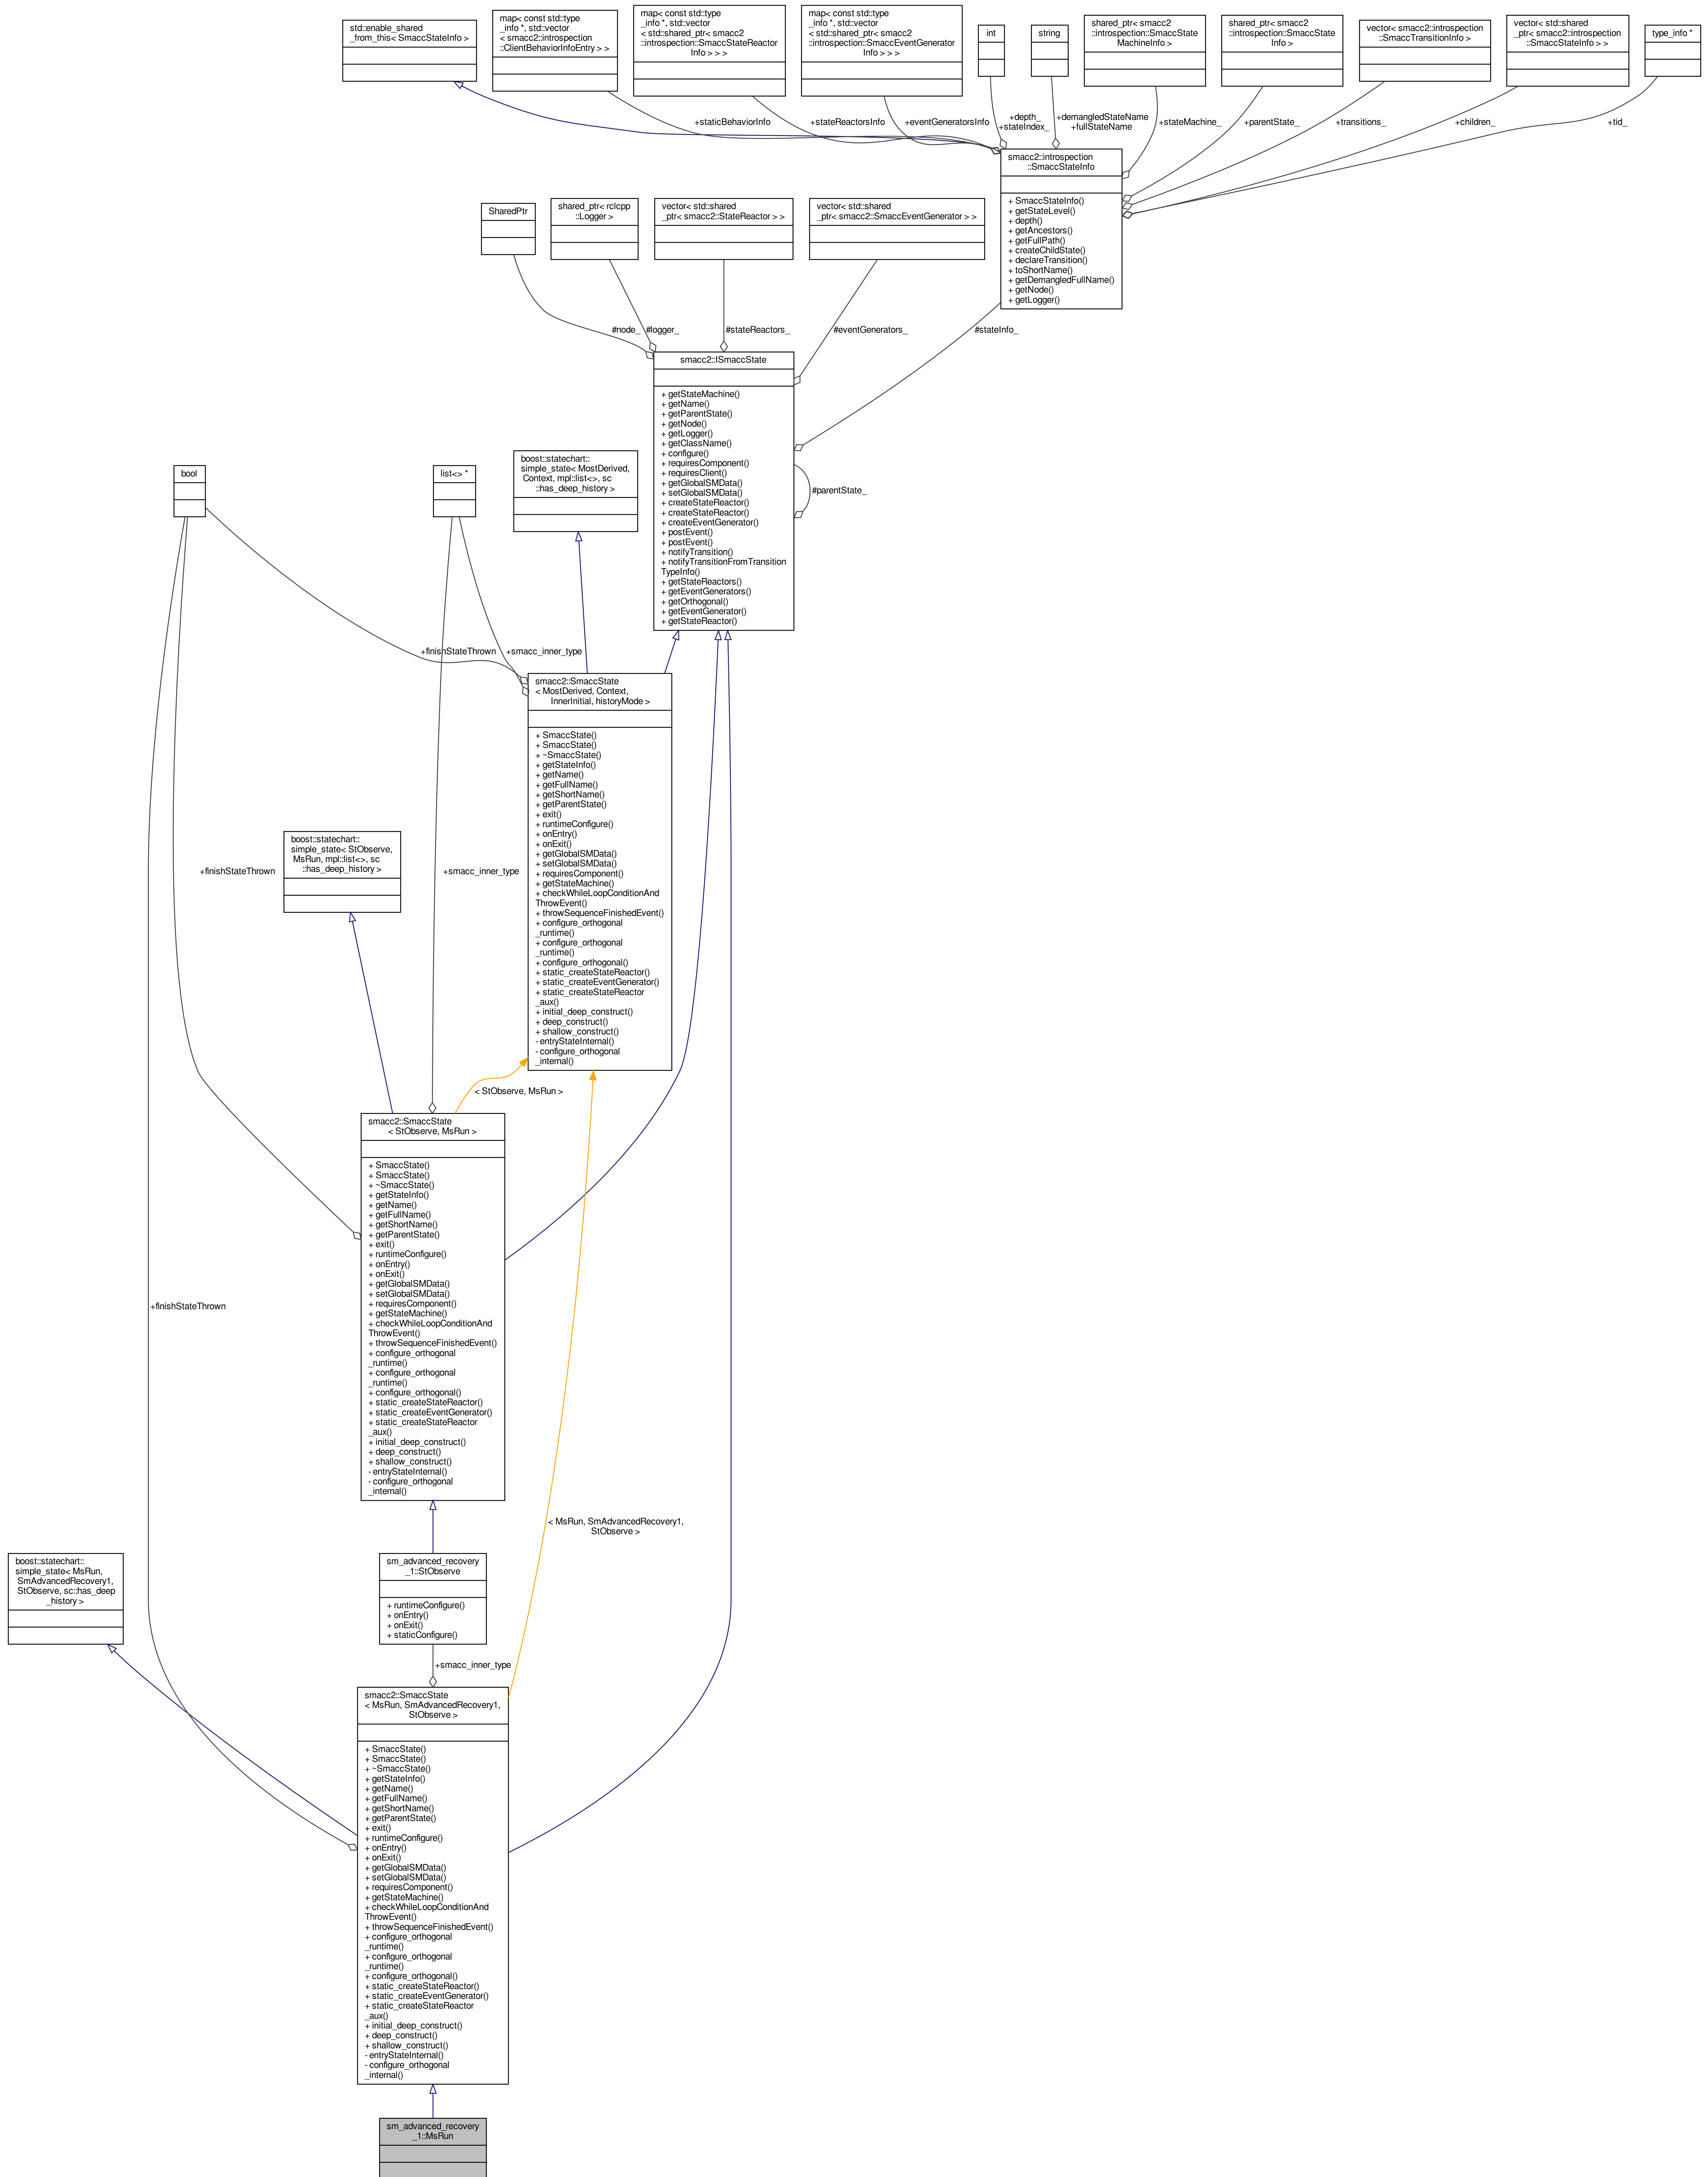 std::enable_shared
_from_this< SmaccStateInfo >
map< const std::type
_info *, std::vector
< smacc2::introspection
::ClientBehaviorInfoEntry > >
map< const std::type
_info *, std::vector
< std::shared_ptr< smacc2
::introspection::SmaccStateReactor
Info > > >
map< const std::type
_info *, std::vector
< std::shared_ptr< smacc2
::introspection::SmaccEventGenerator
Info > > >
int
string
shared_ptr< smacc2
::introspection::SmaccState
MachineInfo >
shared_ptr< smacc2
::introspection::SmaccState
Info >
vector< smacc2::introspection
::SmaccTransitionInfo >
vector< std::shared
_ptr< smacc2::introspection
::SmaccStateInfo > >
type_info *
+staticBehaviorInfo
+stateReactorsInfo
+eventGeneratorsInfo
+depth_
+stateIndex_
+demangledStateName
+fullStateName
+stateMachine_
+parentState_
+transitions_
+children_
+tid_
smacc2::introspection
::SmaccStateInfo
+ SmaccStateInfo()
+ getStateLevel()
+ depth()
+ getAncestors()
+ getFullPath()
+ createChildState()
+ declareTransition()
+ toShortName()
+ getDemangledFullName()
+ getNode()
+ getLogger()
SharedPtr
shared_ptr< rclcpp
::Logger >
vector< std::shared
_ptr< smacc2::StateReactor > >
vector< std::shared
_ptr< smacc2::SmaccEventGenerator > >
#node_
#logger_
#stateReactors_
#eventGenerators_
#stateInfo_
smacc2::ISmaccState
+ getStateMachine()
+ getName()
+ getParentState()
+ getNode()
+ getLogger()
+ getClassName()
+ configure()
+ requiresComponent()
+ requiresClient()
+ getGlobalSMData()
+ setGlobalSMData()
+ createStateReactor()
+ createStateReactor()
+ createEventGenerator()
+ postEvent()
+ postEvent()
+ notifyTransition()
+ notifyTransitionFromTransition
TypeInfo()
+ getStateReactors()
+ getEventGenerators()
+ getOrthogonal()
+ getEventGenerator()
+ getStateReactor()
#parentState_
bool
list<> *
boost::statechart::
simple_state< MostDerived,
Context, mpl::list<>, sc
::has_deep_history >
+finishStateThrown
+smacc_inner_type
smacc2::SmaccState
< MostDerived, Context,
InnerInitial, historyMode >
+ SmaccState()
+ SmaccState()
+ ~SmaccState()
+ getStateInfo()
+ getName()
+ getFullName()
+ getShortName()
+ getParentState()
+ exit()
+ runtimeConfigure()
+ onEntry()
+ onExit()
+ getGlobalSMData()
+ setGlobalSMData()
+ requiresComponent()
+ getStateMachine()
+ checkWhileLoopConditionAnd
ThrowEvent()
+ throwSequenceFinishedEvent()
+ configure_orthogonal
_runtime()
+ configure_orthogonal
_runtime()
+ configure_orthogonal()
+ static_createStateReactor()
+ static_createEventGenerator()
+ static_createStateReactor
_aux()
+ initial_deep_construct()
+ deep_construct()
+ shallow_construct()
- entryStateInternal()
- configure_orthogonal
_internal()
boost::statechart::
simple_state< StObserve,
MsRun, mpl::list<>, sc
::has_deep_history >
+finishStateThrown
+smacc_inner_type
< StObserve, MsRun >
smacc2::SmaccState
< StObserve, MsRun >
+ SmaccState()
+ SmaccState()
+ ~SmaccState()
+ getStateInfo()
+ getName()
+ getFullName()
+ getShortName()
+ getParentState()
+ exit()
+ runtimeConfigure()
+ onEntry()
+ onExit()
+ getGlobalSMData()
+ setGlobalSMData()
+ requiresComponent()
+ getStateMachine()
+ checkWhileLoopConditionAnd
ThrowEvent()
+ throwSequenceFinishedEvent()
+ configure_orthogonal
_runtime()
+ configure_orthogonal
_runtime()
+ configure_orthogonal()
+ static_createStateReactor()
+ static_createEventGenerator()
+ static_createStateReactor
_aux()
+ initial_deep_construct()
+ deep_construct()
+ shallow_construct()
- entryStateInternal()
- configure_orthogonal
_internal()
+finishStateThrown
< MsRun, SmAdvancedRecovery1,
StObserve >
boost::statechart::
simple_state< MsRun,
SmAdvancedRecovery1,
StObserve, sc::has_deep
_history >
sm_advanced_recovery
_1::StObserve
+ runtimeConfigure()
+ onEntry()
+ onExit()
+ staticConfigure()
+smacc_inner_type
smacc2::SmaccState
< MsRun, SmAdvancedRecovery1,
StObserve >
+ SmaccState()
+ SmaccState()
+ ~SmaccState()
+ getStateInfo()
+ getName()
+ getFullName()
+ getShortName()
+ getParentState()
+ exit()
+ runtimeConfigure()
+ onEntry()
+ onExit()
+ getGlobalSMData()
+ setGlobalSMData()
+ requiresComponent()
+ getStateMachine()
+ checkWhileLoopConditionAnd
ThrowEvent()
+ throwSequenceFinishedEvent()
+ configure_orthogonal
_runtime()
+ configure_orthogonal
_runtime()
+ configure_orthogonal()
+ static_createStateReactor()
+ static_createEventGenerator()
+ static_createStateReactor
_aux()
+ initial_deep_construct()
+ deep_construct()
+ shallow_construct()
- entryStateInternal()
- configure_orthogonal
_internal()
sm_advanced_recovery
_1::MsRun